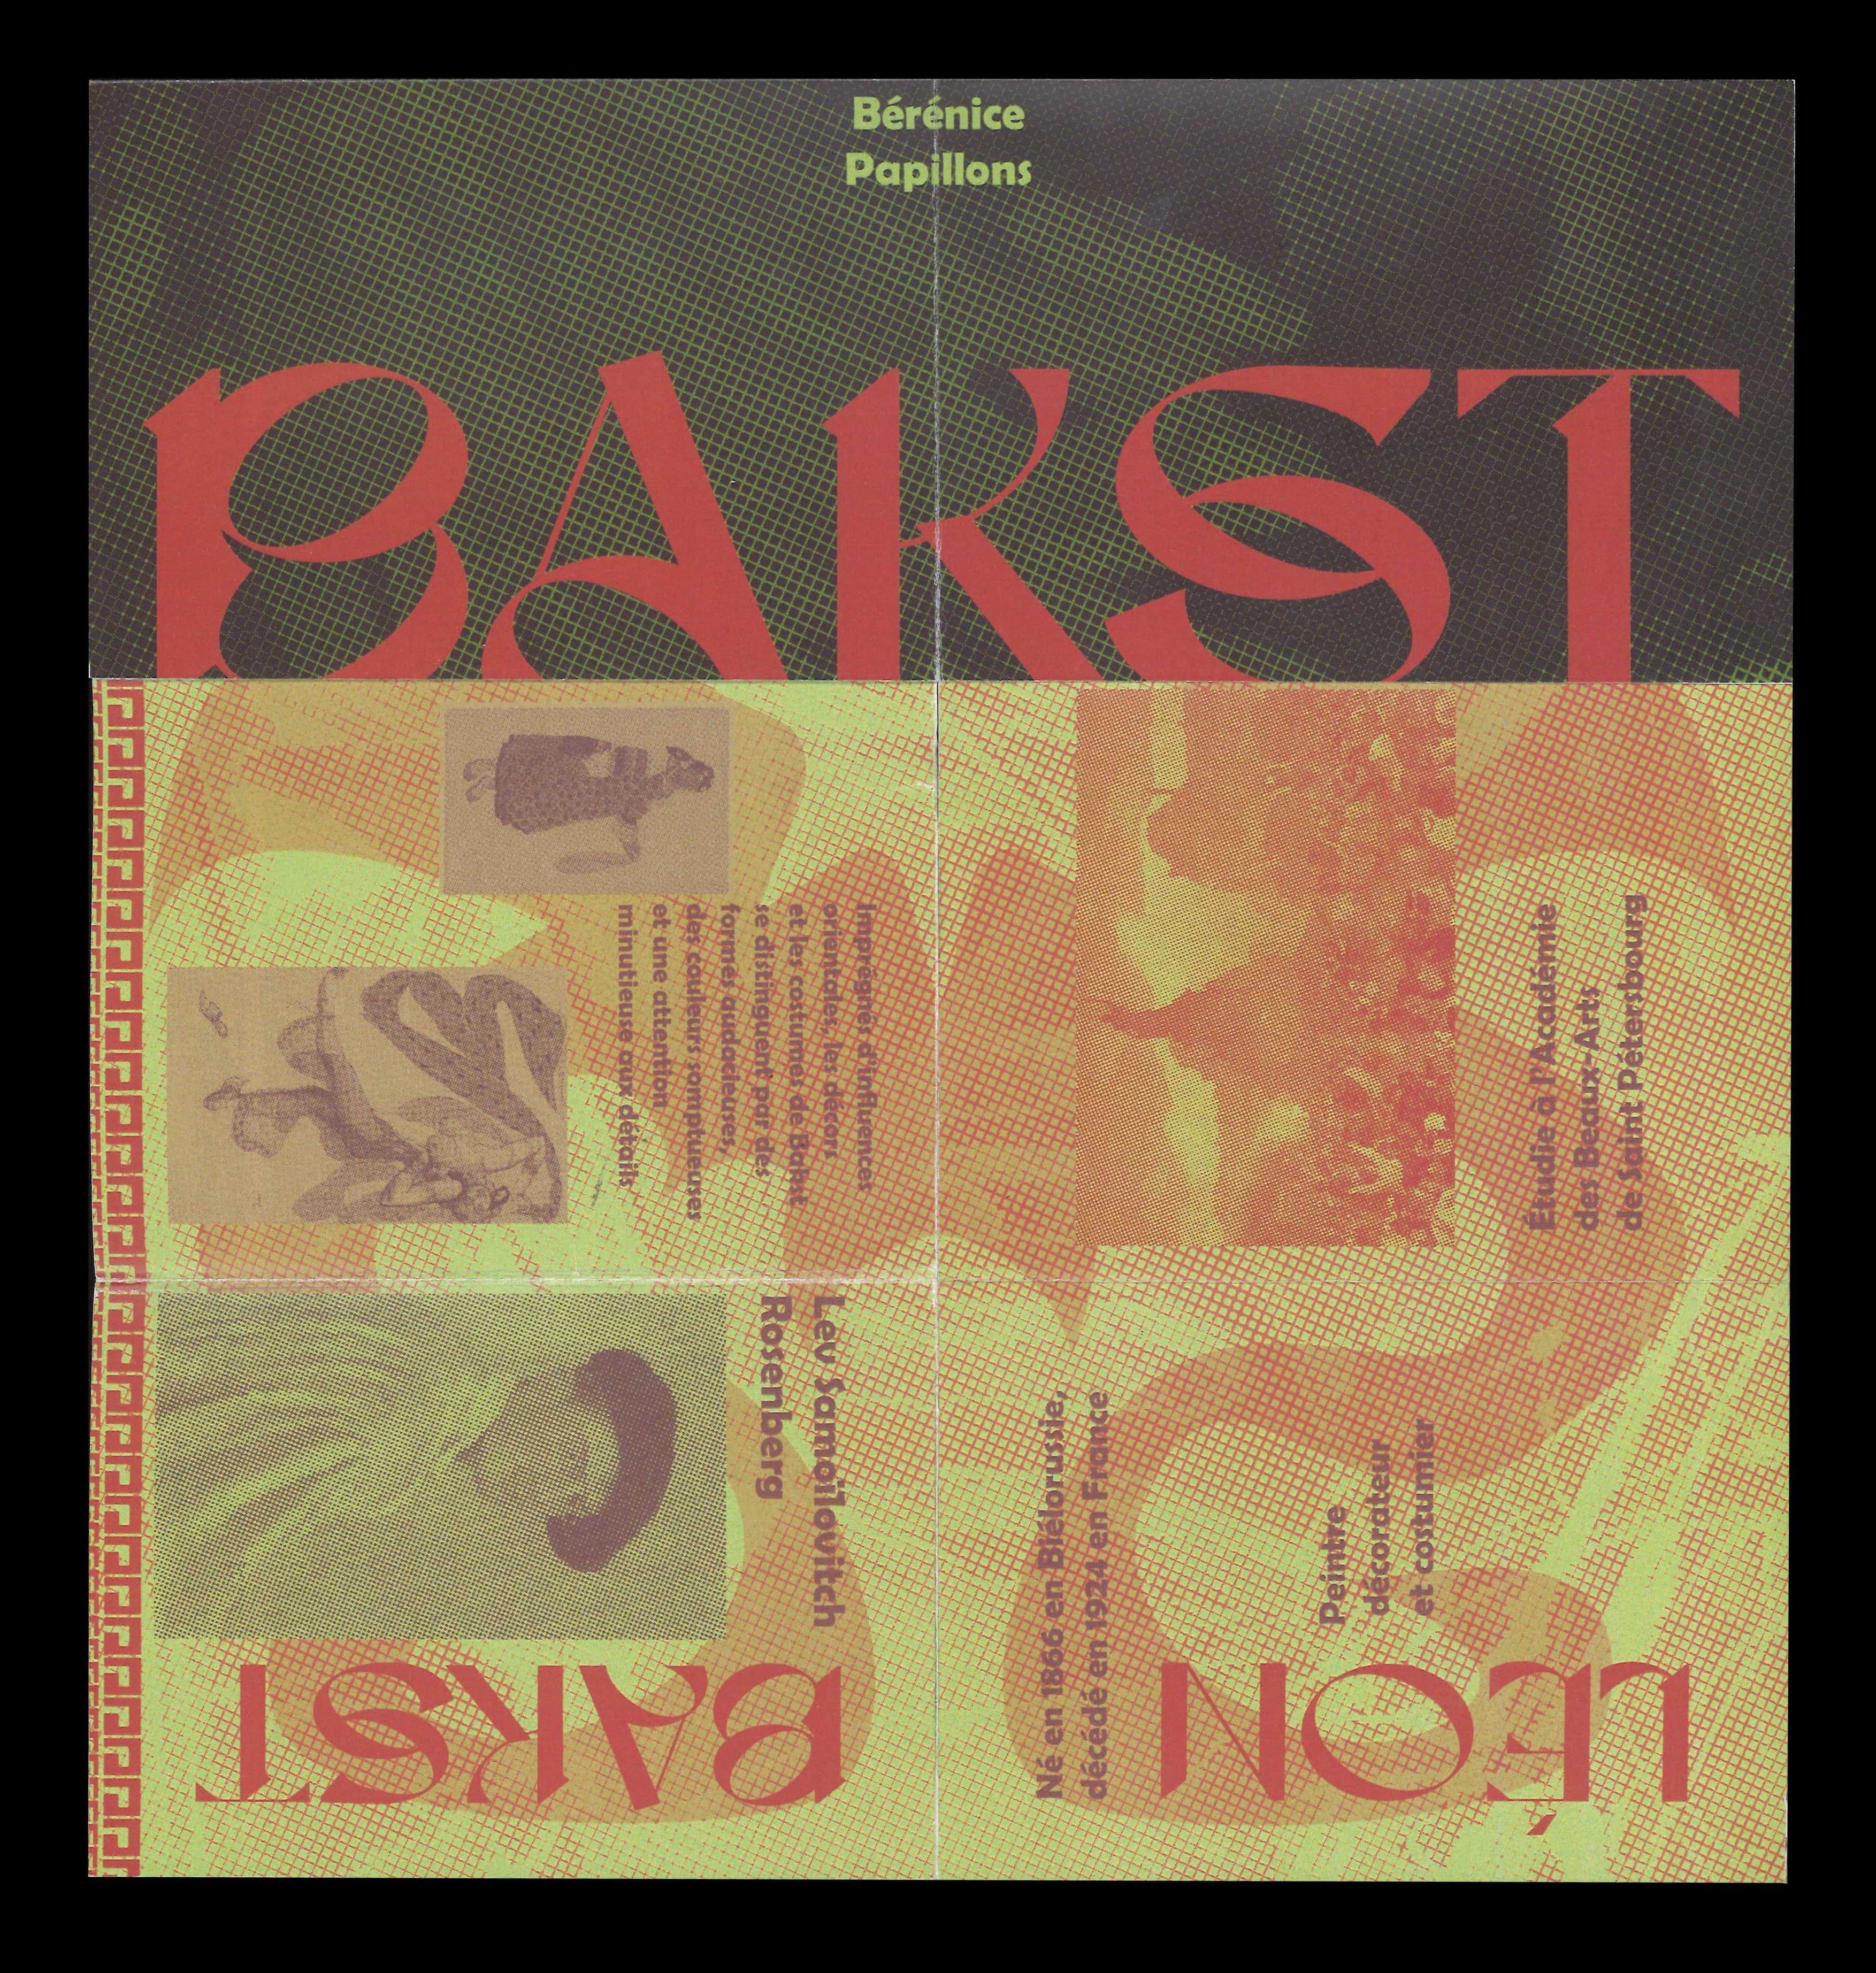 Bérénice
Papillons
BAKST
Imprégnés d'influences
orientales, les décors
et les costumes de Bakst
se distinguent par des
formes audacieuses,
des couleurs somptueuses
et une attention
minutieuse aux détails
Étudie à l'Académie
des Beaux-Arts
de Saint Pétersbourg
Lev Samoilovitch
Rosenberg
Né en 1866 en Biélorussie,
décédé en 1924 en France
Peintre
décorateur
et costumier
LÉON
BAKST